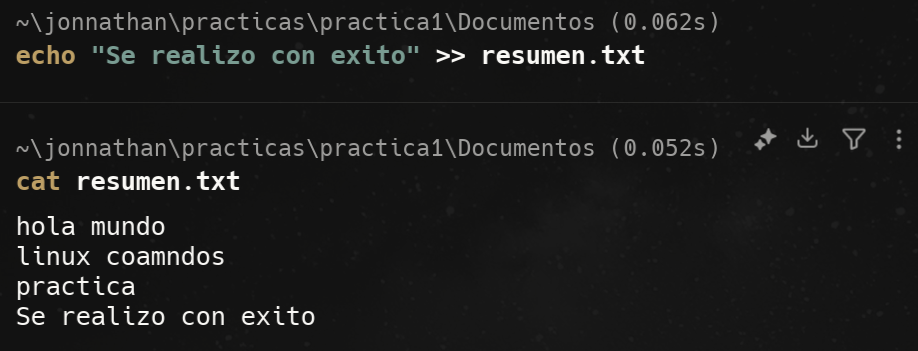 ~\jonnathan\practicas\practica1\Documentos (0.062s)
echo "Se realizo con exito" >> resumen.txt
~\jonnathan\practicas\practica1\Documentos (0.052s)
cat resumen.txt
hola mundo
linux coamndos
practica
Se realizo con exito